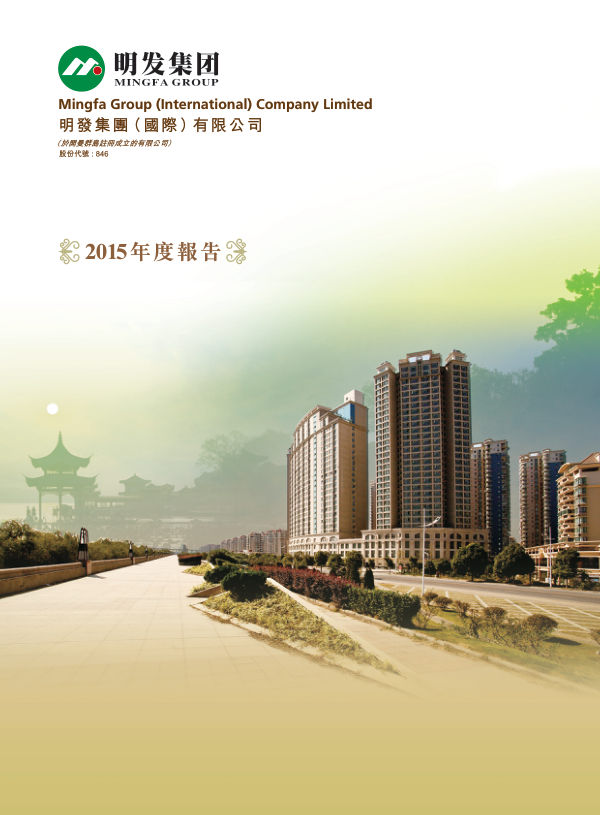 明发集团
MINGFA GROUP
Mingfa Group (International) Company Limited
明發集團（國際）有限公司
（於開曼群島註冊成立的有限公司）
股份代號 : 846
2015年度報告